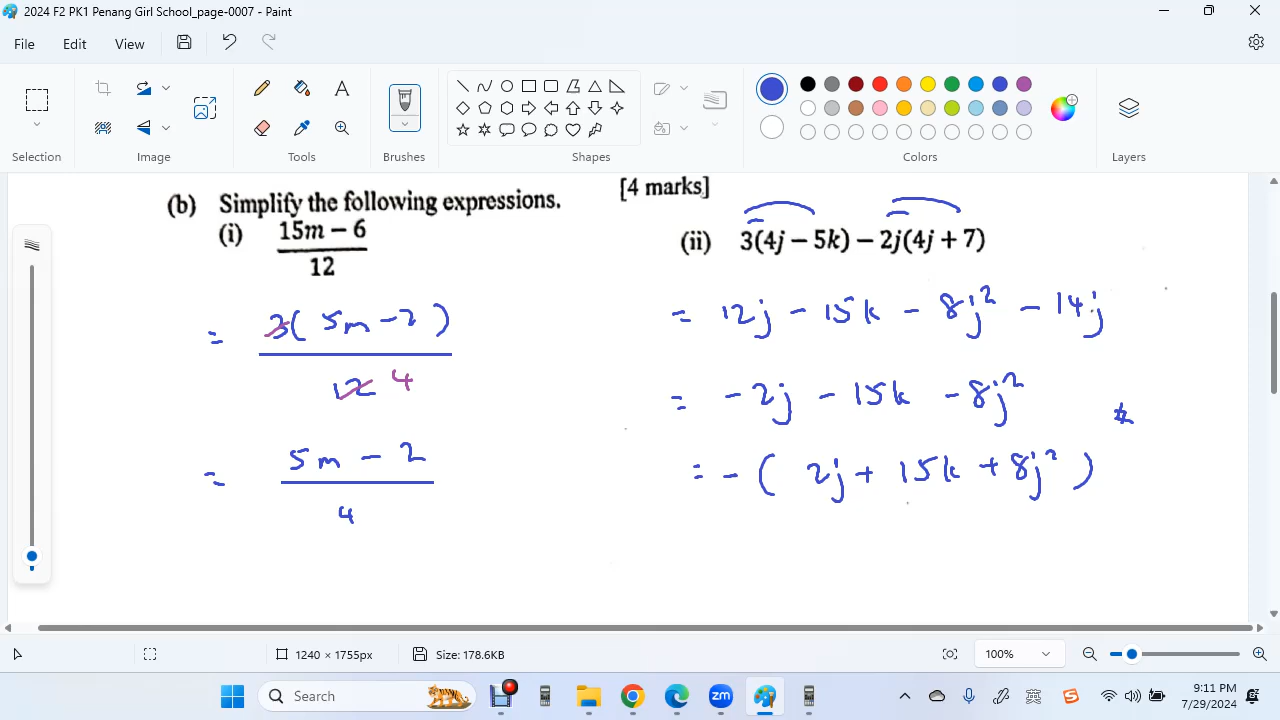 2024 F2 PK1 Penang Girl School_page-0007 - Paint
File Edit View
Selection Image Tools Brushes Shapes Colors Layers
[4 marks]
(b) Simplify the following expressions.
(i) 15m – 6
12
= 3( 5m – 2 )
12 4
= 5m – 2
4
(ii) 3(4j – 5k) – 2j(4j + 7)
= 12j – 15k – 8j² – 14j
= – 2j – 15k – 8j²
= – ( 2j + 15k + 8j² )
1240 × 1755px Size: 178.6KB 100%
Search
zm
英
9:11 PM
7/29/2024